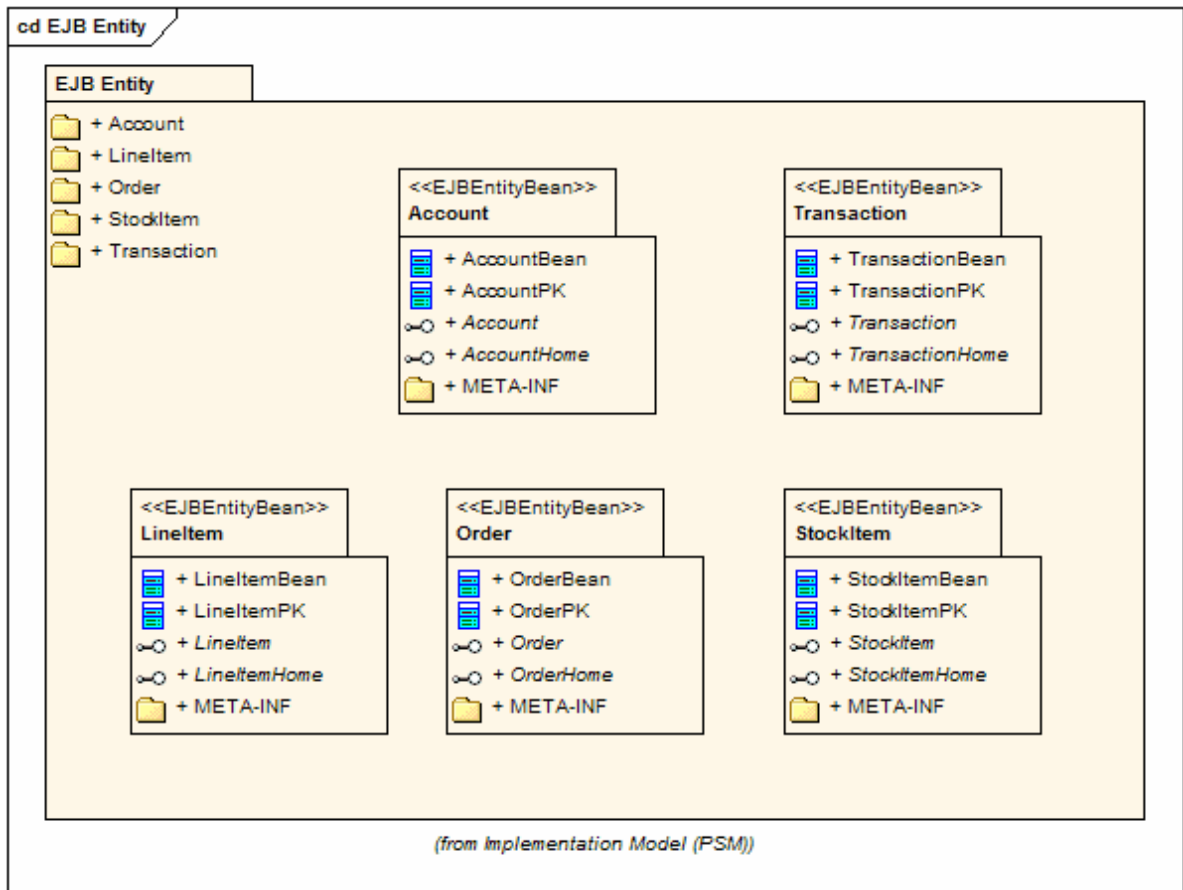 cd EJB Entity
EJB Entity
+ Account
+ LineItem
+ Order
+ StockItem
+ Transaction
<<EJBEntityBean>>
Account
+ AccountBean
+ AccountPK
+ Account
+ AccountHome
+ META-INF
<<EJBEntityBean>>
Transaction
+ TransactionBean
+ TransactionPK
+ Transaction
+ TransactionHome
+ META-INF
<<EJBEntityBean>>
LineItem
+ LineItemBean
+ LineItemPK
+ LineItem
+ LineItemHome
+ META-INF
<<EJBEntityBean>>
Order
+ OrderBean
+ OrderPK
+ Order
+ OrderHome
+ META-INF
<<EJBEntityBean>>
StockItem
+ StockItemBean
+ StockItemPK
+ StockItem
+ StockItemHome
+ META-INF
(from Implementation Model (PSM))